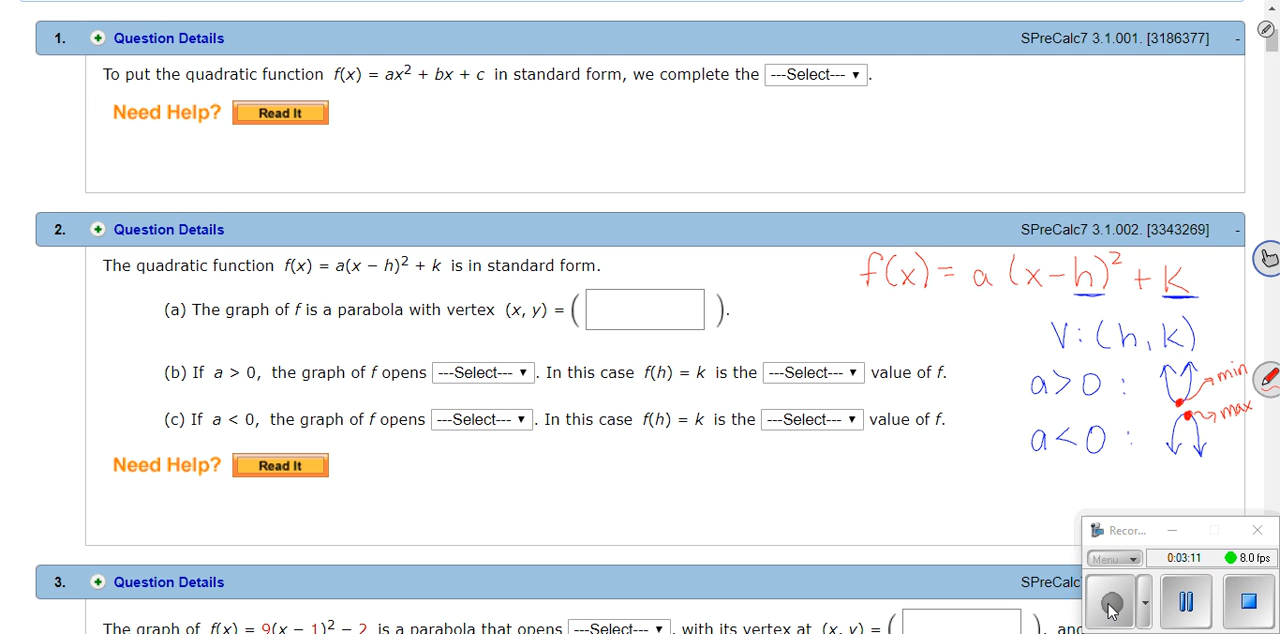 1. Question Details SPreCalc7 3.1.001. [3186377] -
To put the quadratic function f(x) = ax² + bx + c in standard form, we complete the ---Select--- .
Need Help? Read It
2. Question Details SPreCalc7 3.1.002. [3343269] -
The quadratic function f(x) = a(x − h)² + k is in standard form.
f(x) = a (x-h)² + k
(a) The graph of f is a parabola with vertex (x, y) = ( ).
V: (h, k)
(b) If a > 0, the graph of f opens ---Select--- . In this case f(h) = k is the ---Select--- value of f.
a>0 : min
(c) If a < 0, the graph of f opens ---Select--- . In this case f(h) = k is the ---Select--- value of f.
a<0 : max
Need Help? Read It
Recor...
Menu 0:03:11 8.0 fps
3. Question Details SPreCalc
The graph of f(x) = 9(x − 1)² − 2 is a parabola that opens ---Select--- , with its vertex at (x, y) = ( ), and